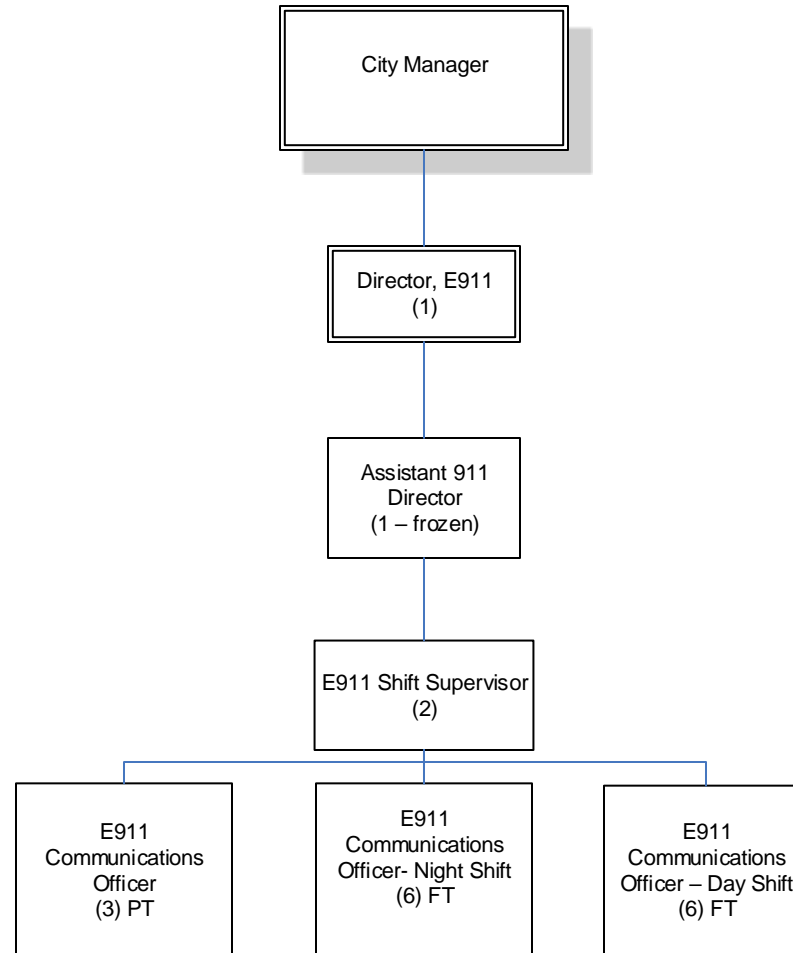 City Manager
Director, E911
(1)
Assistant 911
Director
(1 – frozen)
E911 Shift Supervisor
(2)
E911
Communications
Officer
(3) PT
E911
Communications
Officer- Night Shift
(6) FT
E911
Communications
Officer – Day Shift
(6) FT